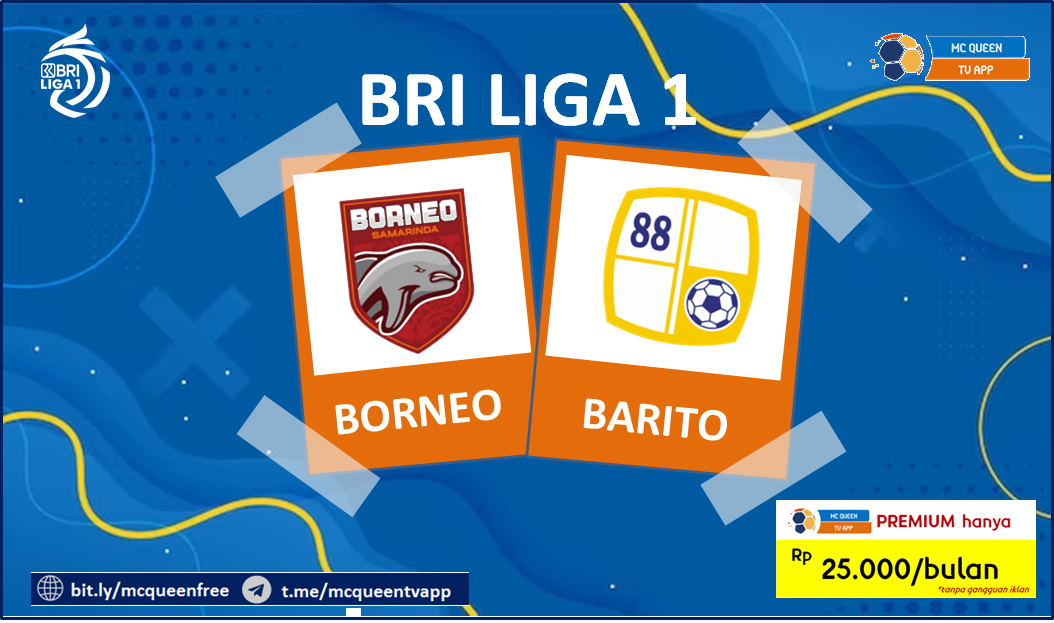 BRI
LIGA 1
MC QUEEN
TV APP
BRI LIGA 1
BORNEO
SAMARINDA
88
BORNEO
BARITO
MC QUEEN
TV APP
PREMIUM hanya
Rp 25.000/bulan
*tanpa gangguan iklan
bit.ly/mcqueenfree
t.me/mcqueentvapp